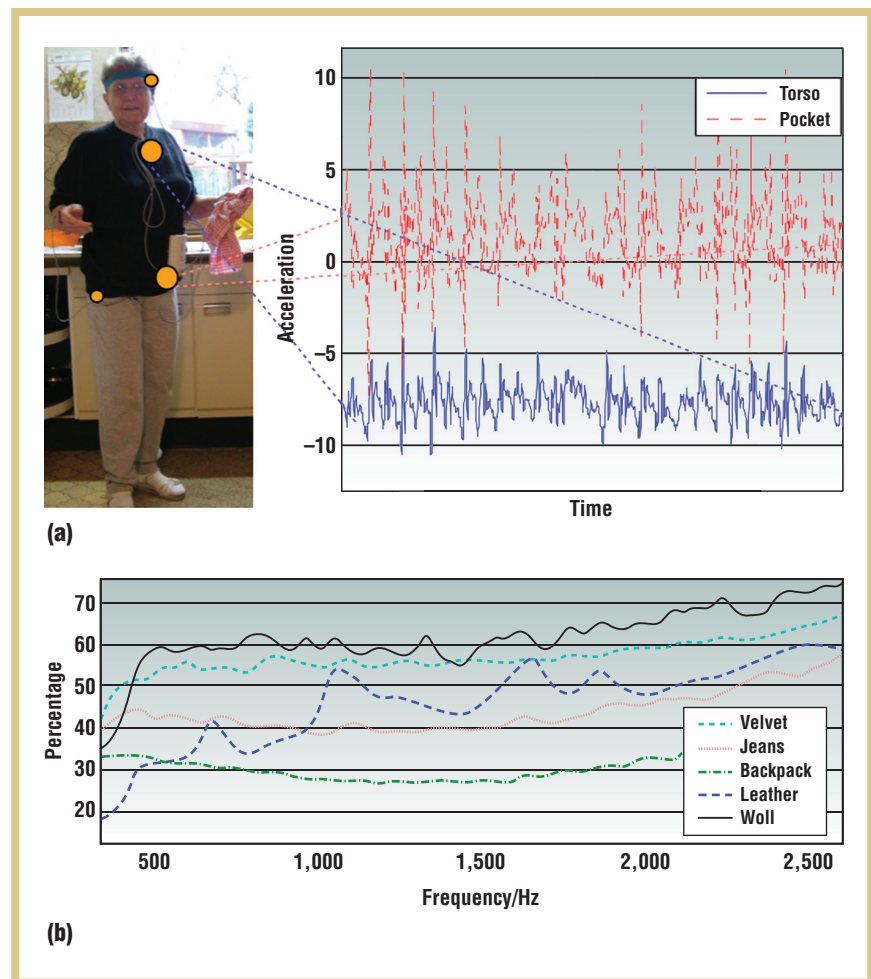 10
5
0
−5
−10
Acceleration
Torso
Pocket
Time
(a)
70
60
50
40
30
20
Percentage
Velvet
Jeans
Backpack
Leather
Woll
500 1,000 1,500 2,000 2,500
Frequency/Hz
(b)